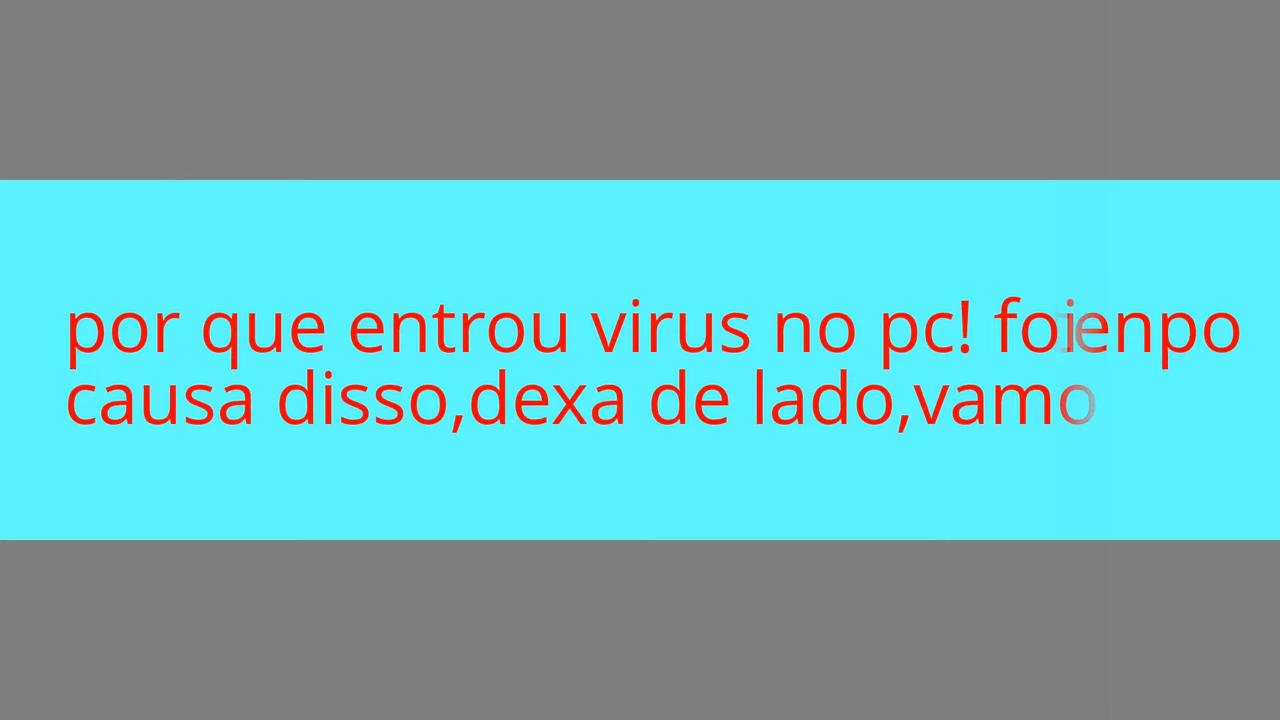 por que entrou virus no pc! foienpo
causa disso,dexa de lado,vamo